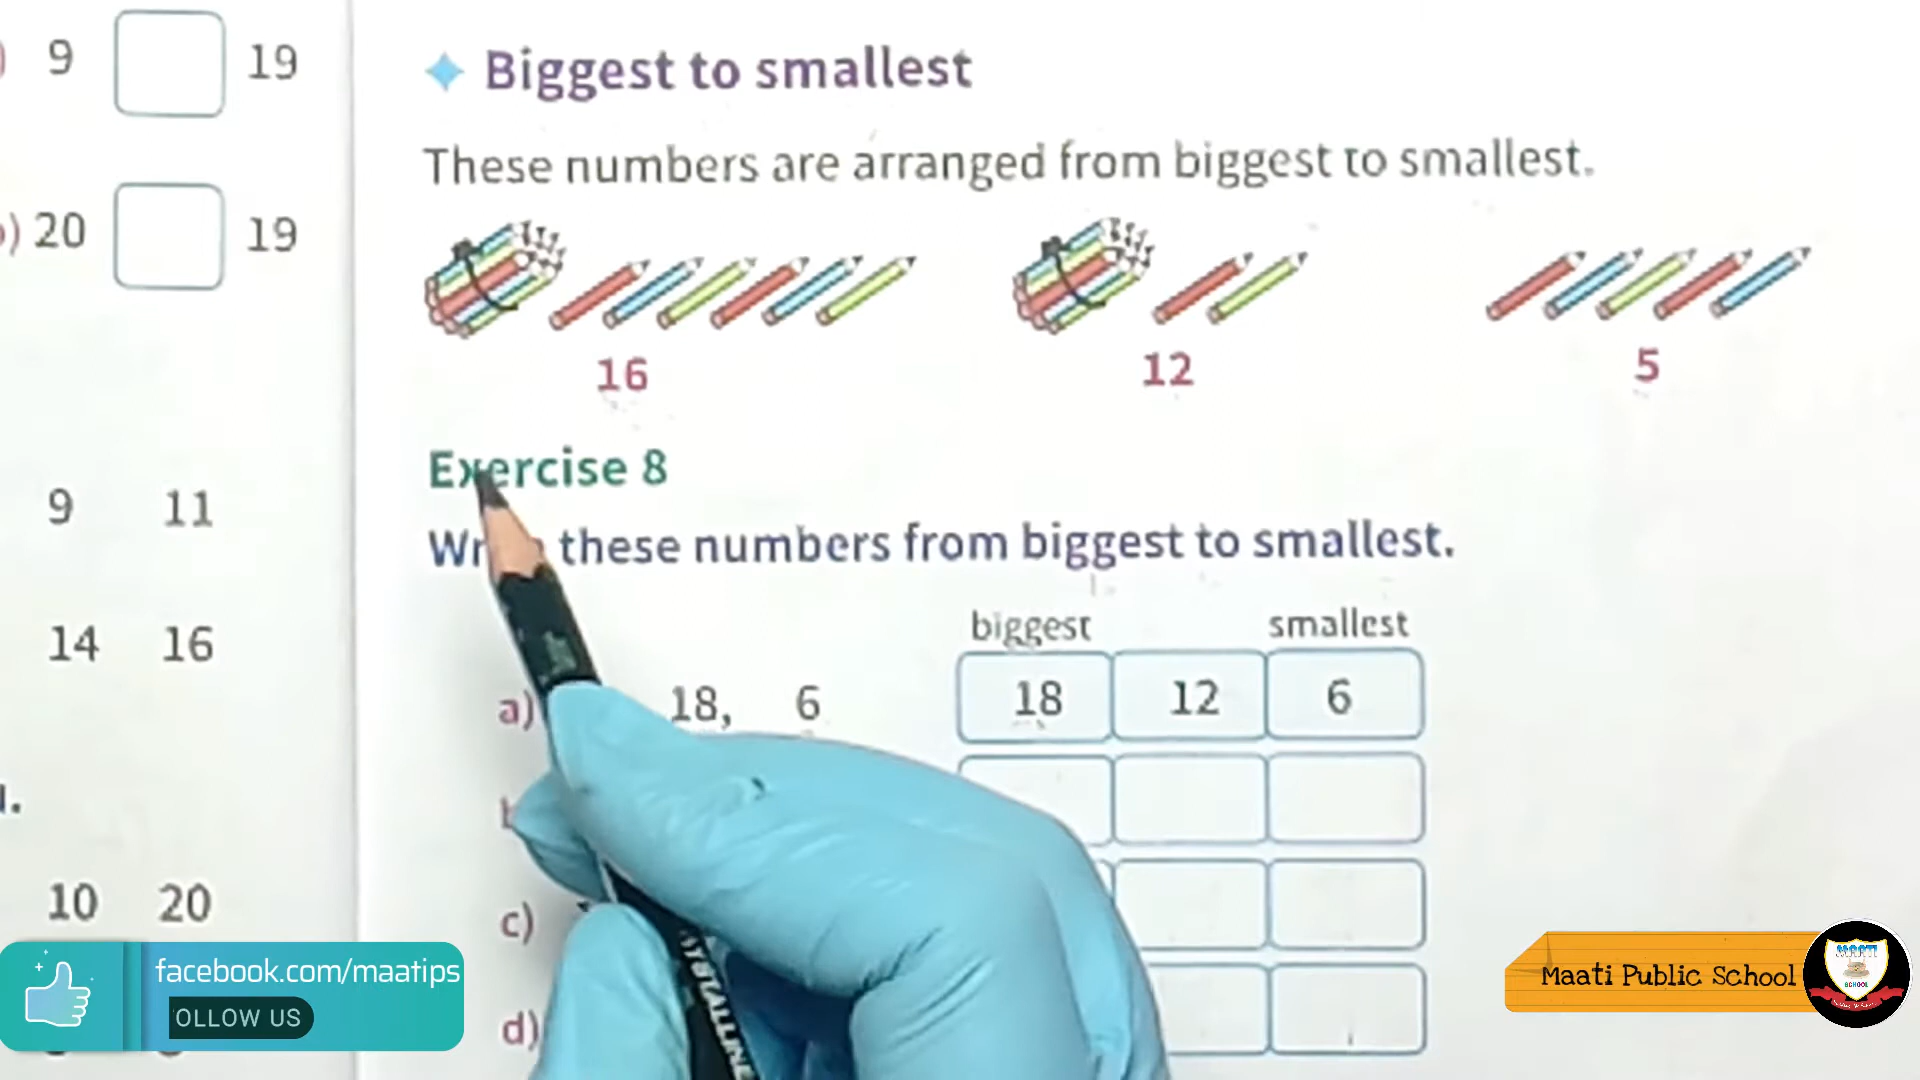 9 19
20 19
9 11
14 16
10 20
Biggest to smallest
These numbers are arranged from biggest to smallest.
16 12 5
Exercise 8
these numbers from biggest to smallest.
biggest smallest
a) 18, 6 18 12 6
c)
d)
facebook.com/maatips
OLLOW US
Maati Public School
MAATI
SCHOOL